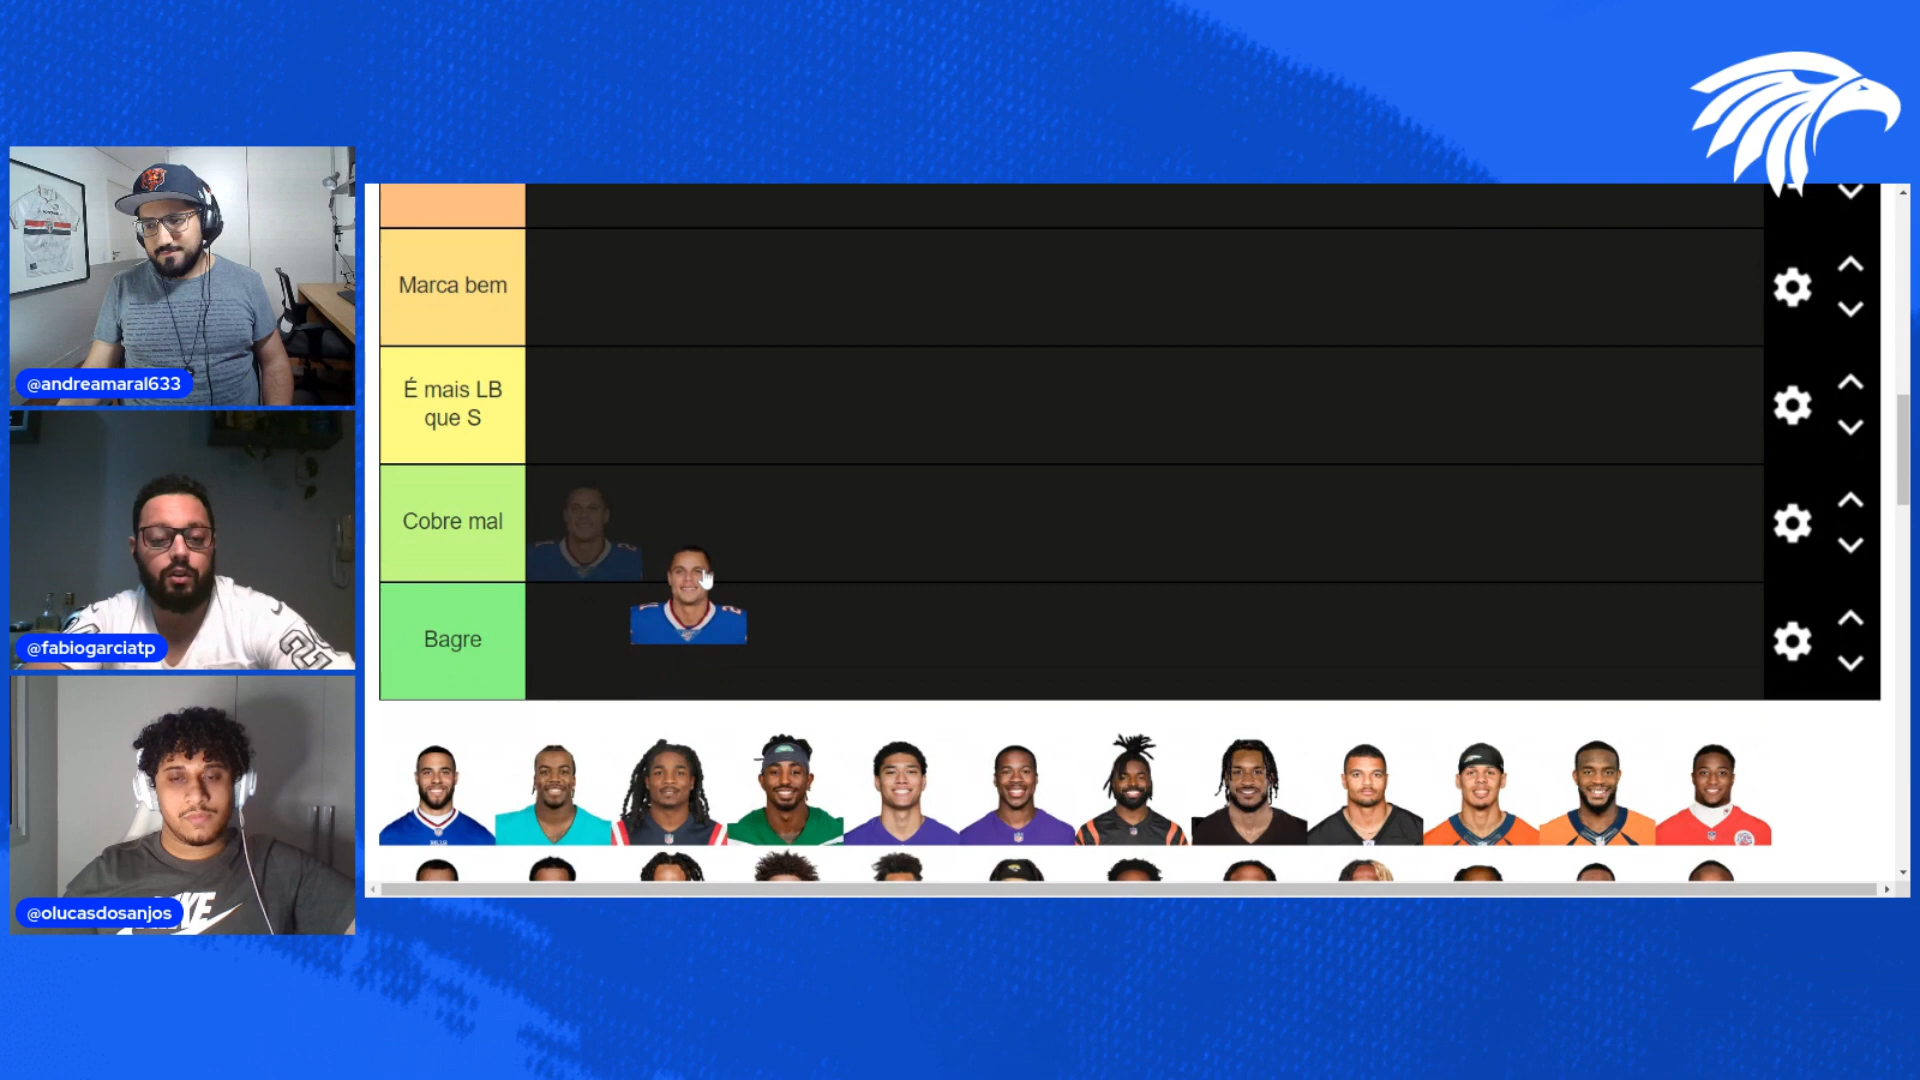 @andreamaral633
@fabiogarciatp
@olucasdosanjos
Marca bem
É mais LB
que S
Cobre mal
Bagre